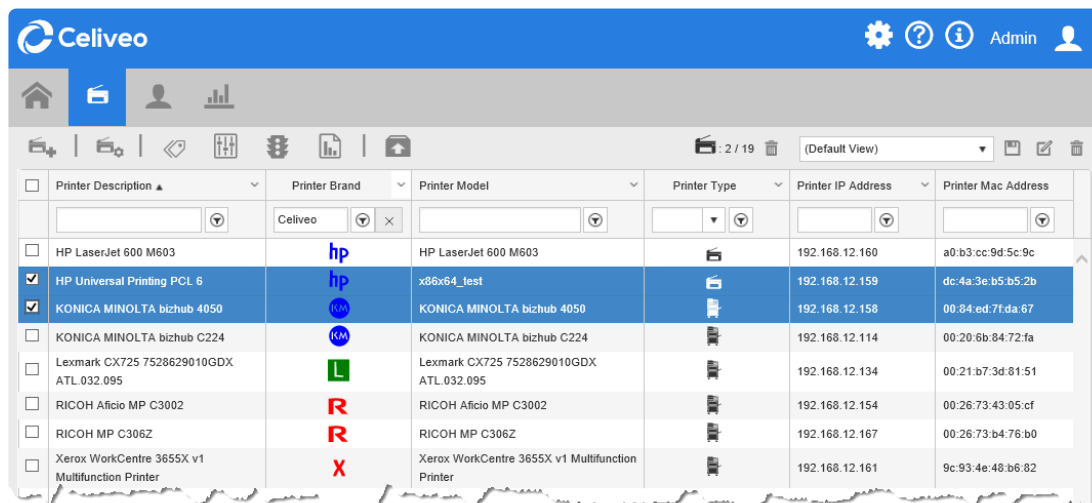 Celiveo
Admin
: 2 / 19
(Default View)
Printer Description Printer Brand Printer Model Printer Type Printer IP Address Printer Mac Address
Celiveo
HP LaserJet 600 M603 hp HP LaserJet 600 M603 192.168.12.160 a0:b3:cc:9d:5c:9c
HP Universal Printing PCL 6 hp x86x64_test 192.168.12.159 dc:4a:3e:b5:b5:2b
KONICA MINOLTA bizhub 4050 KM KONICA MINOLTA bizhub 4050 192.168.12.158 00:84:ed:7f:da:67
KONICA MINOLTA bizhub C224 KM KONICA MINOLTA bizhub C224 192.168.12.114 00:20:6b:84:72:fa
Lexmark CX725 7528629010GDX L Lexmark CX725 7528629010GDX 192.168.12.134 00:21:b7:3d:81:51
ATL.032.095 ATL.032.095
RICOH Aficio MP C3002 R RICOH Aficio MP C3002 192.168.12.154 00:26:73:43:05:cf
RICOH MP C306Z R RICOH MP C306Z 192.168.12.167 00:26:73:b4:76:b0
Xerox WorkCentre 3655X v1 X Xerox WorkCentre 3655X v1 Multifunction 192.168.12.161 9c:93:4e:48:b6:82
Multifunction Printer Printer